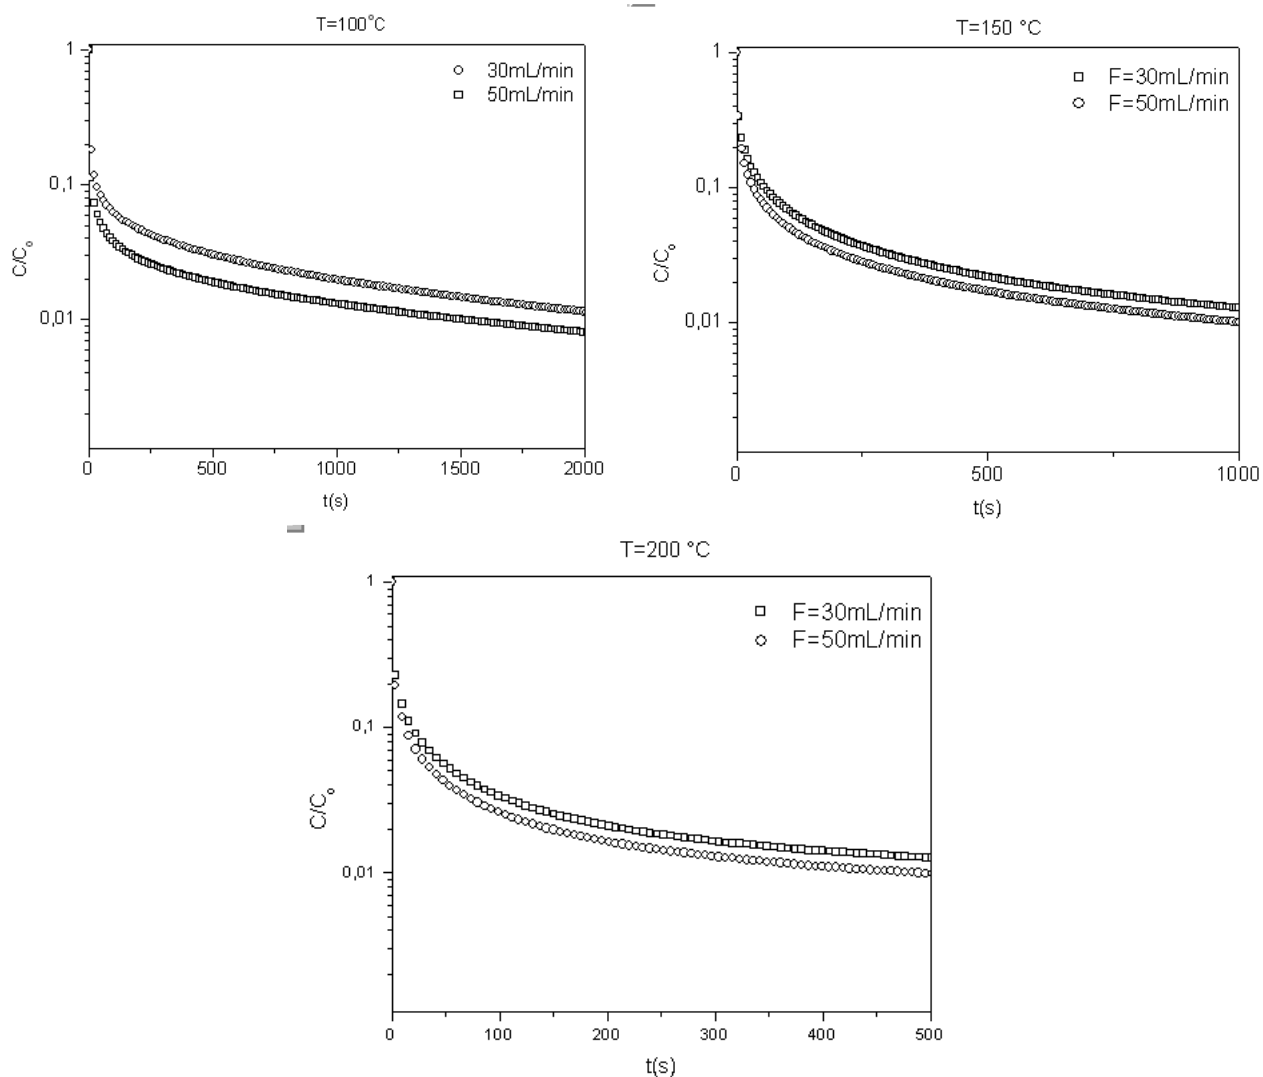 T=100°C
1
0,1
0,01
C/C₀
30mL/min
50mL/min
0
500
1000
1500
2000
t(s)
T=150 °C
1
0,1
0,01
C/C₀
F=30mL/min
F=50mL/min
0
500
1000
t(s)
T=200 °C
1
0,1
0,01
C/C₀
F=30mL/min
F=50mL/min
0
100
200
300
400
500
t(s)